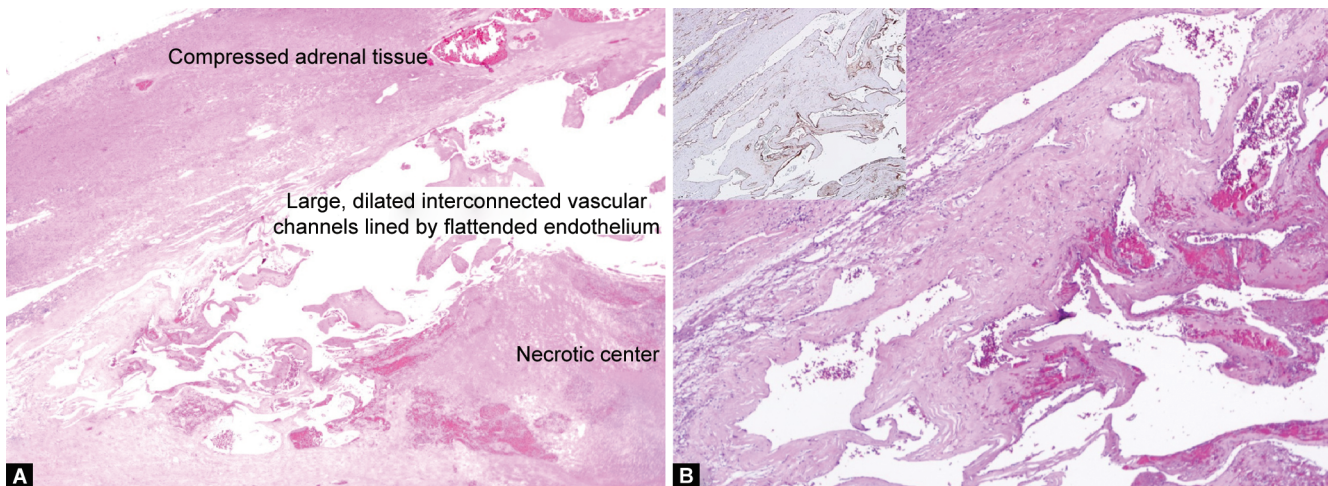 Compressed adrenal tissue
Large, dilated interconnected vascular
channels lined by flattended endothelium
Necrotic center
A
B